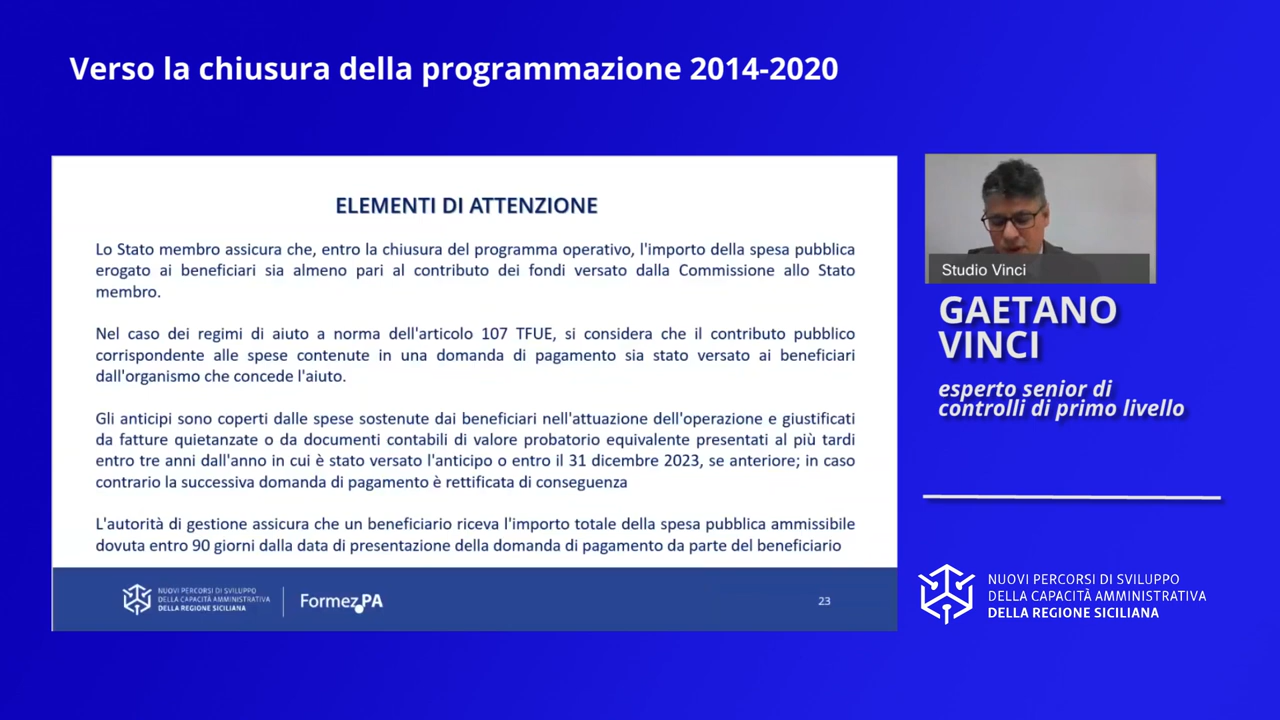 Verso la chiusura della programmazione 2014-2020
ELEMENTI DI ATTENZIONE
Lo Stato membro assicura che, entro la chiusura del programma operativo, l'importo della spesa pubblica
erogato ai beneficiari sia almeno pari al contributo dei fondi versato dalla Commissione allo Stato
membro.
Nel caso dei regimi di aiuto a norma dell'articolo 107 TFUE, si considera che il contributo pubblico
corrispondente alle spese contenute in una domanda di pagamento sia stato versato ai beneficiari
dall'organismo che concede l'aiuto.
Gli anticipi sono coperti dalle spese sostenute dai beneficiari nell'attuazione dell'operazione e giustificati
da fatture quietanzate o da documenti contabili di valore probatorio equivalente presentati al più tardi
entro tre anni dall'anno in cui è stato versato l'anticipo o entro il 31 dicembre 2023, se anteriore; in caso
contrario la successiva domanda di pagamento è rettificata di conseguenza
L'autorità di gestione assicura che un beneficiario riceva l'importo totale della spesa pubblica ammissibile
dovuta entro 90 giorni dalla data di presentazione della domanda di pagamento da parte del beneficiario
NUOVI PERCORSI DI SVILUPPO
DELLA CAPACITÀ AMMINISTRATIVA
DELLA REGIONE SICILIANA
Formez PA
23
Studio Vinci
GAETANO
VINCI
esperto senior di
controlli di primo livello
NUOVI PERCORSI DI SVILUPPO
DELLA CAPACITÀ AMMINISTRATIVA
DELLA REGIONE SICILIANA